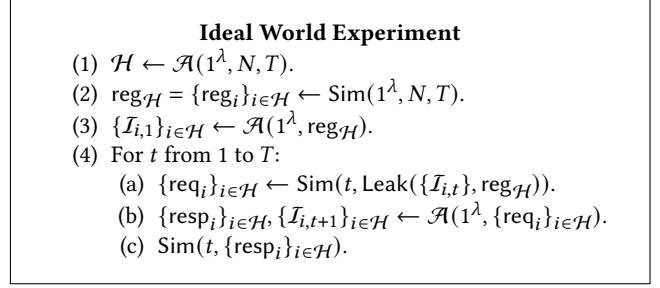 Ideal World Experiment
(1) ℋ ← 𝒜(1^λ, N, T).
(2) reg_ℋ = {reg_i}_{i∈ℋ} ← Sim(1^λ, N, T).
(3) {ℐ_{i,1}}_{i∈ℋ} ← 𝒜(1^λ, reg_ℋ).
(4) For t from 1 to T:
(a) {req_i}_{i∈ℋ} ← Sim(t, Leak({ℐ_{i,t}}, reg_ℋ)).
(b) {resp_i}_{i∈ℋ}, {ℐ_{i,t+1}}_{i∈ℋ} ← 𝒜(1^λ, {req_i}_{i∈ℋ}).
(c) Sim(t, {resp_i}_{i∈ℋ}).